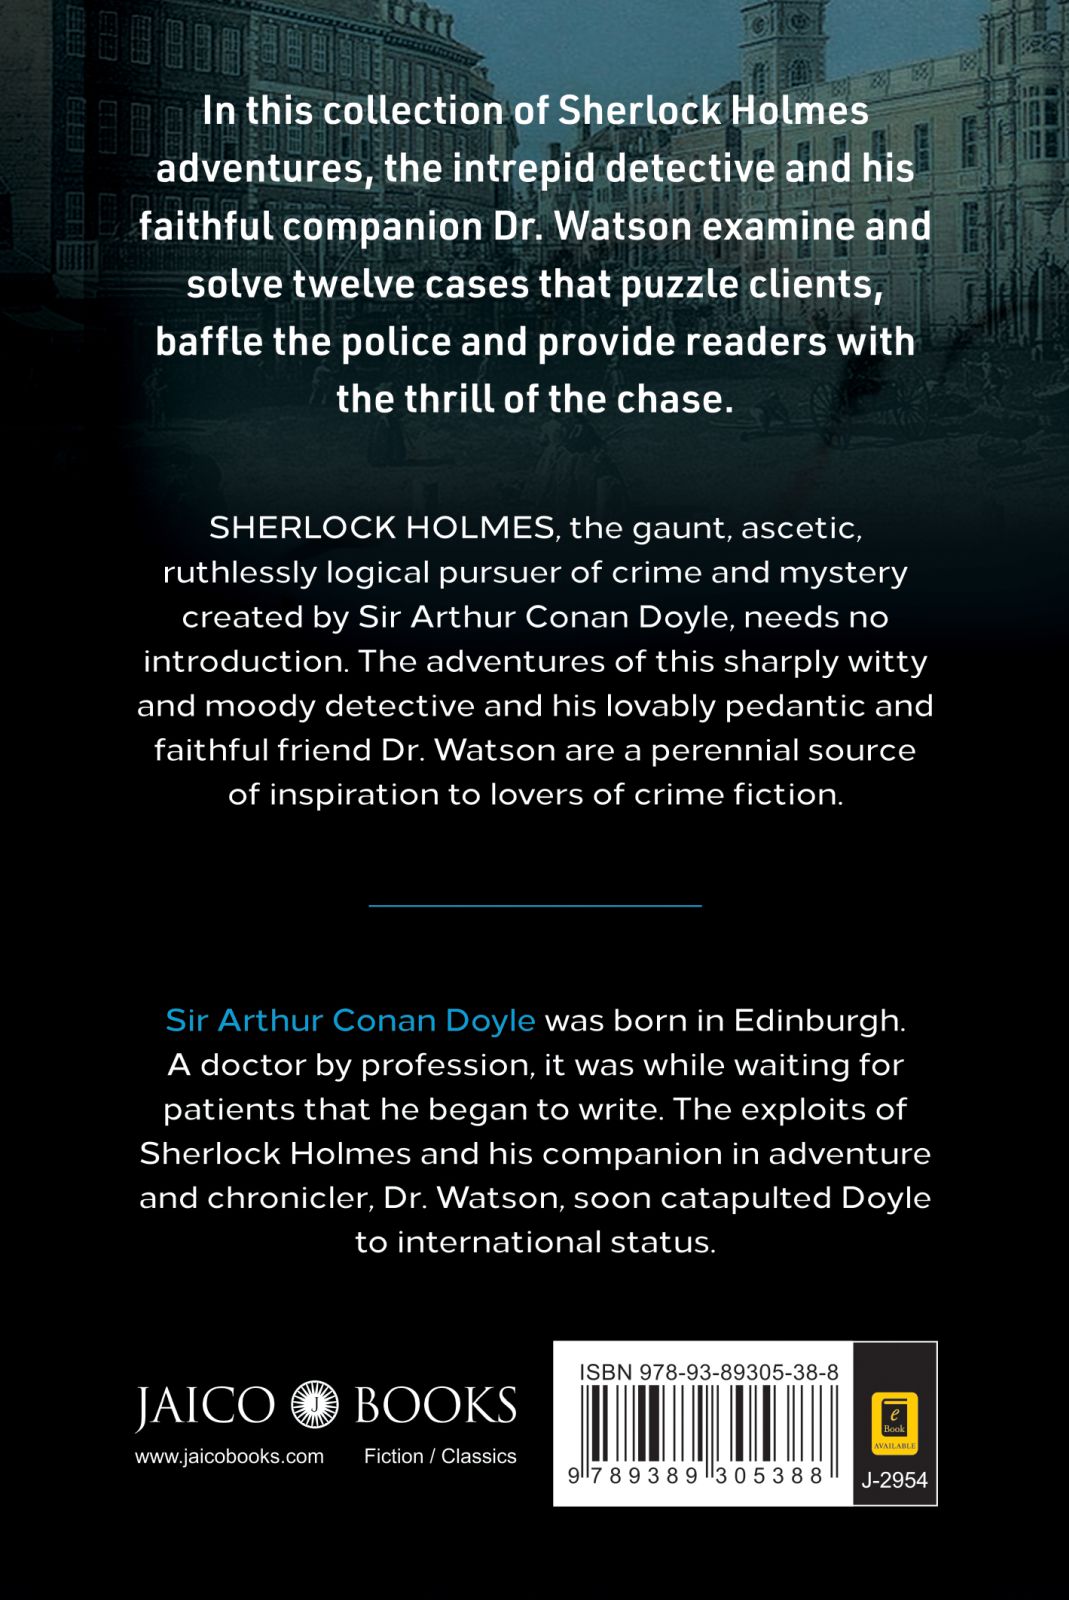 In this collection of Sherlock Holmes
adventures, the intrepid detective and his
faithful companion Dr. Watson examine and
solve twelve cases that puzzle clients,
baffle the police and provide readers with
the thrill of the chase.
SHERLOCK HOLMES, the gaunt, ascetic,
ruthlessly logical pursuer of crime and mystery
created by Sir Arthur Conan Doyle, needs no
introduction. The adventures of this sharply witty
and moody detective and his lovably pedantic and
faithful friend Dr. Watson are a perennial source
of inspiration to lovers of crime fiction.
Sir Arthur Conan Doyle was born in Edinburgh.
A doctor by profession, it was while waiting for
patients that he began to write. The exploits of
Sherlock Holmes and his companion in adventure
and chronicler, Dr. Watson, soon catapulted Doyle
to international status.
JAICO J BOOKS
www.jaicobooks.com Fiction / Classics
ISBN 978-93-89305-38-8
9 789389 305388
e
Book
AVAILABLE
J-2954